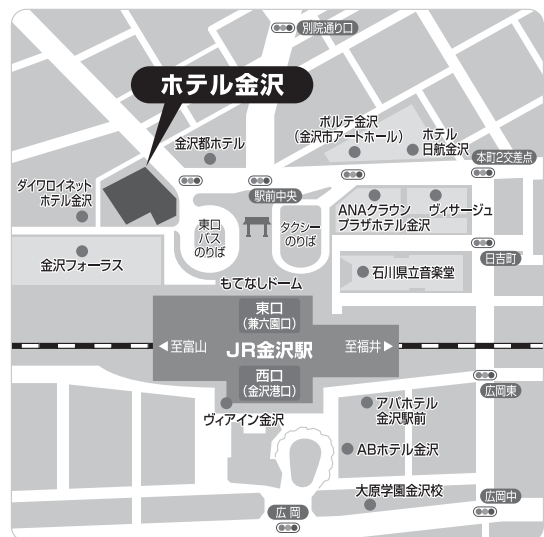 別院通り口
ホテル金沢
ポルテ金沢
(金沢市アートホール)
ホテル
日航金沢
金沢都ホテル
本町2交差点
ダイワロイネット
ホテル金沢
駅前中央
東口
バス
のりば
タクシー
のりば
ANAクラウン
プラザホテル金沢
ヴィサージュ
日吉町
金沢フォーラス
石川県立音楽堂
もてなしドーム
東口
(兼六園口)
◀至富山
JR金沢駅
至福井▶
西口
(金沢港口)
広岡東
ヴィアイン金沢
アパホテル
金沢駅前
ABホテル金沢
大原学園金沢校
広岡中
広岡